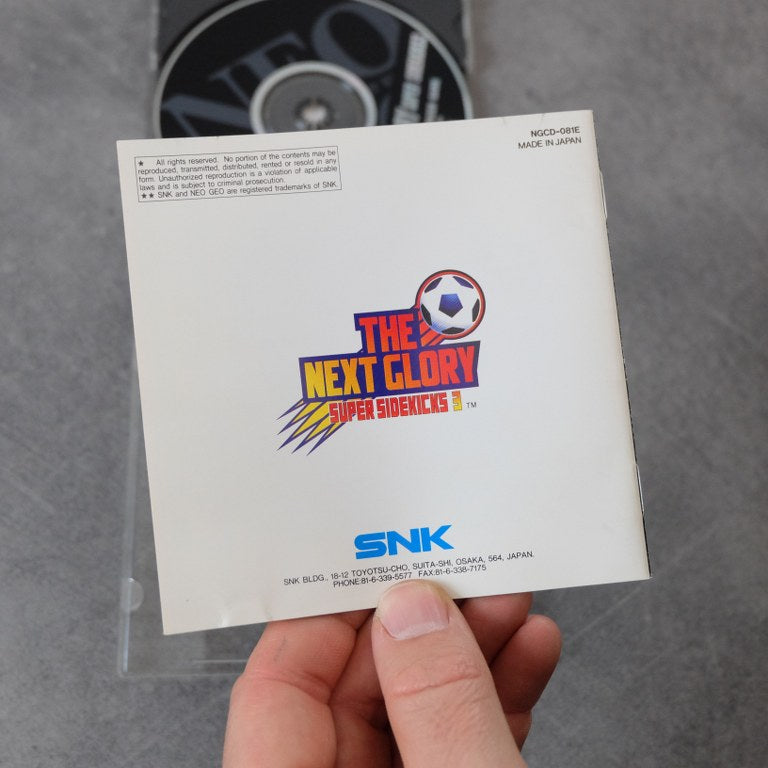 NEO
★ All rights reserved. No portion of the contents may be
reproduced, transmitted, distributed, rented or resold in any
form. Unauthorized reproduction is a violation of applicable
laws and is subject to criminal prosecution.
★★ SNK and NEO GEO are registered trademarks of SNK
NGCD-081E
MADE IN JAPAN
THE
NEXT GLORY
SUPER SIDEKICKS 3 ™
SNK
SNK BLDG., 18-12 TOYOTSU-CHO, SUITA-SHI, OSAKA, 564, JAPAN.
PHONE:81-6-339-5577 FAX:81-6-338-7175